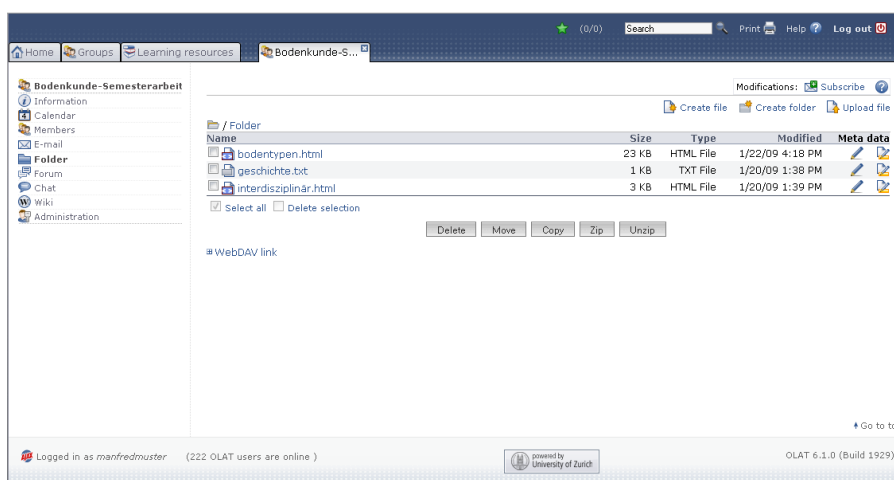 (0/0) Search Print Help Log out
Home Groups Learning resources Bodenkunde-S...
Bodenkunde-Semesterarbeit
Information
Calendar
Members
E-mail
Folder
Forum
Chat
Wiki
Administration
Modifications: Subscribe
Create file Create folder Upload file
/ Folder
Name Size Type Modified Meta data
bodentypen.html 23 KB HTML File 1/22/09 4:18 PM
geschichte.txt 1 KB TXT File 1/20/09 1:38 PM
interdisziplinär.html 3 KB HTML File 1/20/09 1:39 PM
Select all Delete selection
Delete Move Copy Zip Unzip
WebDAV link
Go to to
Logged in as manfredmuster (222 OLAT users are online )
powered by
University of Zurich
OLAT 6.1.0 (Build 1929)